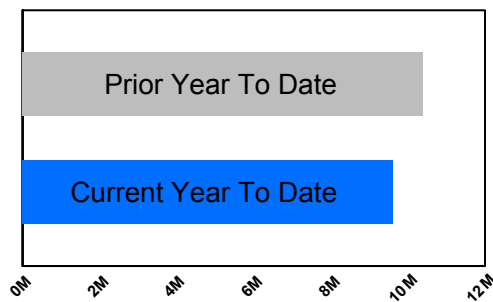 Prior Year To Date
Current Year To Date
0M 2M 4M 6M 8M 10M 12M